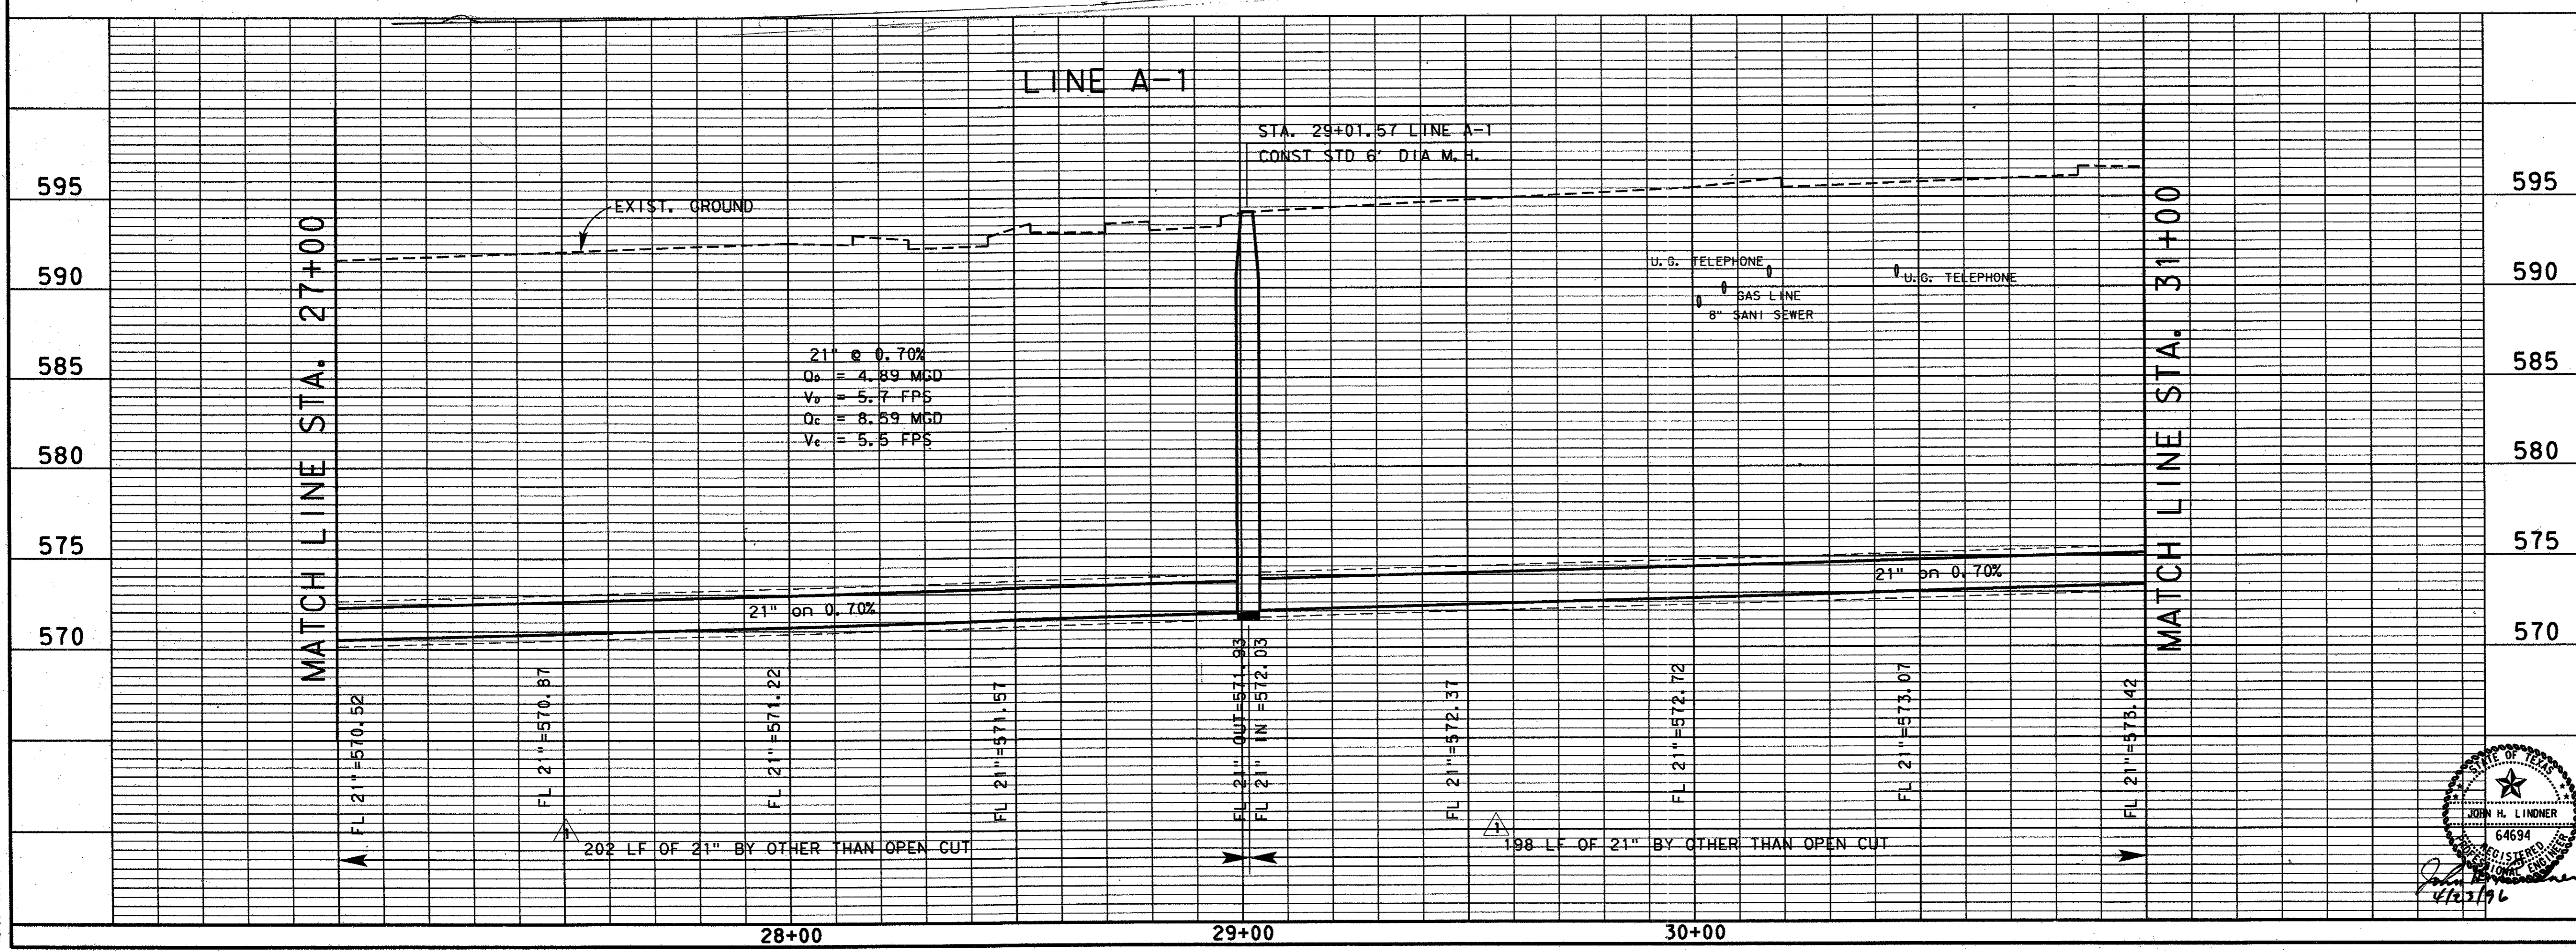 LINE A-1
STA. 29+01.57 LINE A-1
CONST STD 6' DIA M.H.
595
590
585
580
575
570
MATCH LINE STA. 27+00
EXIST. GROUND
21" @ 0.70%
QD = 4.89 MGD
VD = 5.7 FPS
QC = 8.59 MGD
VC = 5.5 FPS
U.G. TELEPHONE
GAS LINE
8" SANI SEWER
U.G. TELEPHONE
21" on 0.70%
21" on 0.70%
MATCH LINE STA. 31+00
595
590
585
580
575
570
FL 21"=570.52
FL 21"=570.87
FL 21"=571.22
FL 21"=571.57
FL 21" OUT=571.93
FL 21" IN =572.03
FL 21"=572.37
FL 21"=572.72
FL 21"=573.07
FL 21"=573.42
1
202 LF OF 21" BY OTHER THAN OPEN CUT
1
198 LF OF 21" BY OTHER THAN OPEN CUT
STATE OF TEXAS
JOHN H. LINDNER
64694
REGISTERED
PROFESSIONAL ENGINEER
4/23/96
28+00
29+00
30+00